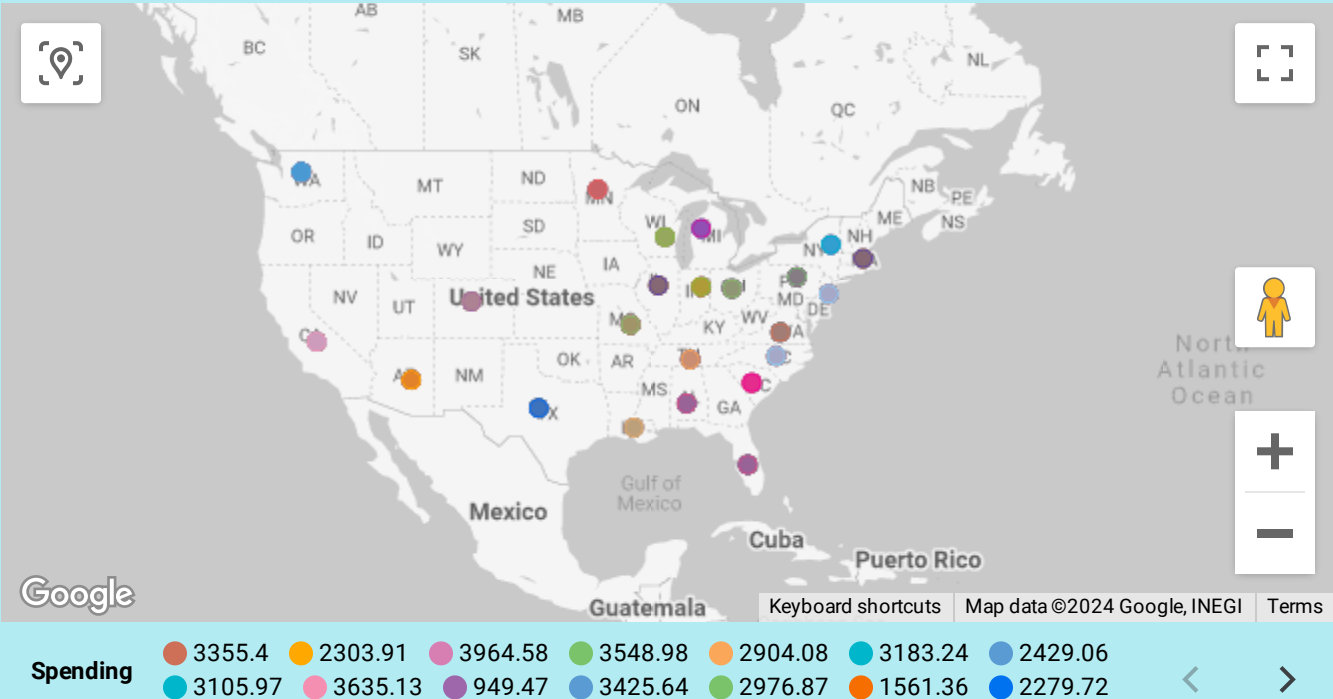 AB
MB
BC
SK
NL
ON
QC
WA
MT
ND
MN
NB
PE
NS
OR
ID
WY
SD
WI
MI
NY
NH
ME
NE
IA
NV
UT
United States
MD
DE
CA
KY
WV
OK
AR
NM
MS
GA
North
Atlantic
Ocean
Gulf of
Mexico
Mexico
Cuba
Puerto Rico
Guatemala
Google
Keyboard shortcuts Map data ©2024 Google, INEGI Terms
Spending
3355.4 2303.91 3964.58 3548.98 2904.08 3183.24 2429.06
3105.97 3635.13 949.47 3425.64 2976.87 1561.36 2279.72